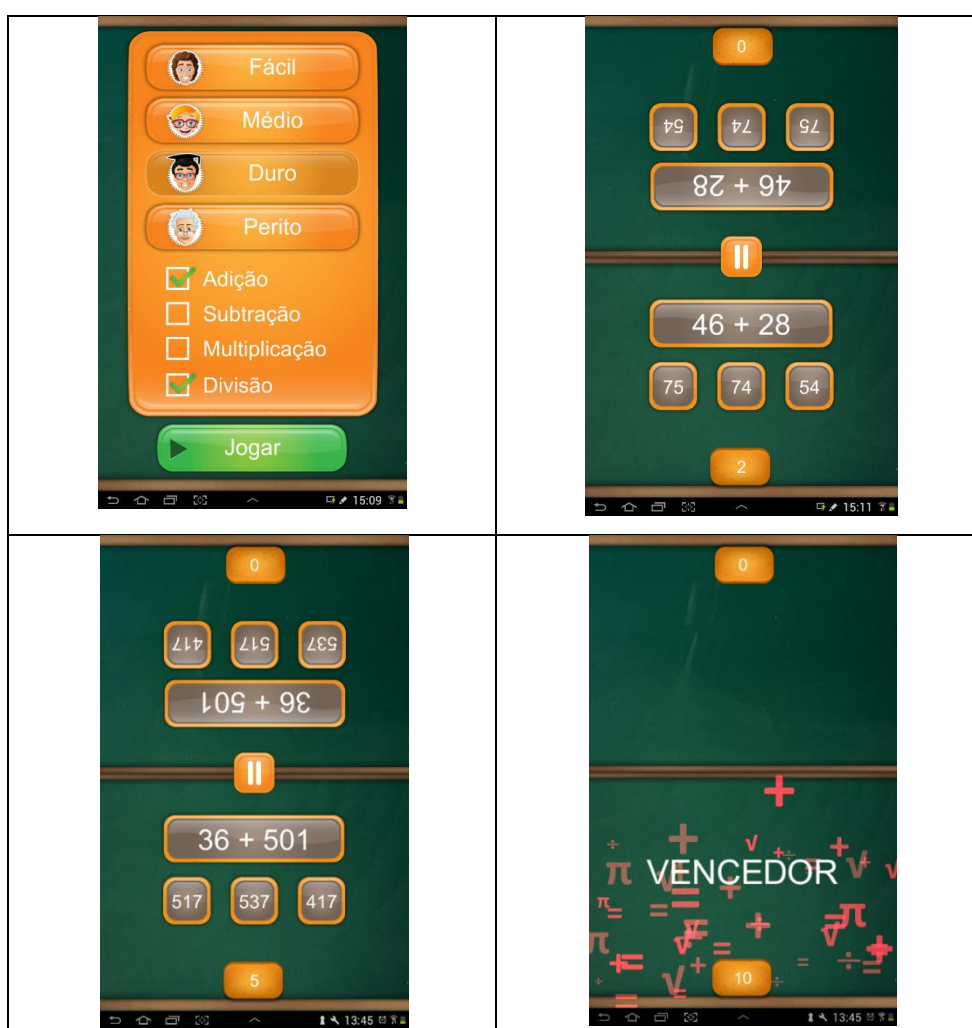 Fácil
Médio
Duro
Perito
Adição
Subtração
Multiplicação
Divisão
Jogar
15:09
0
54 74 75
46 + 28
46 + 28
75 74 54
2
15:11
0
417 517 537
36 + 501
36 + 501
517 537 417
5
13:45
0
VENCEDOR
10
13:45